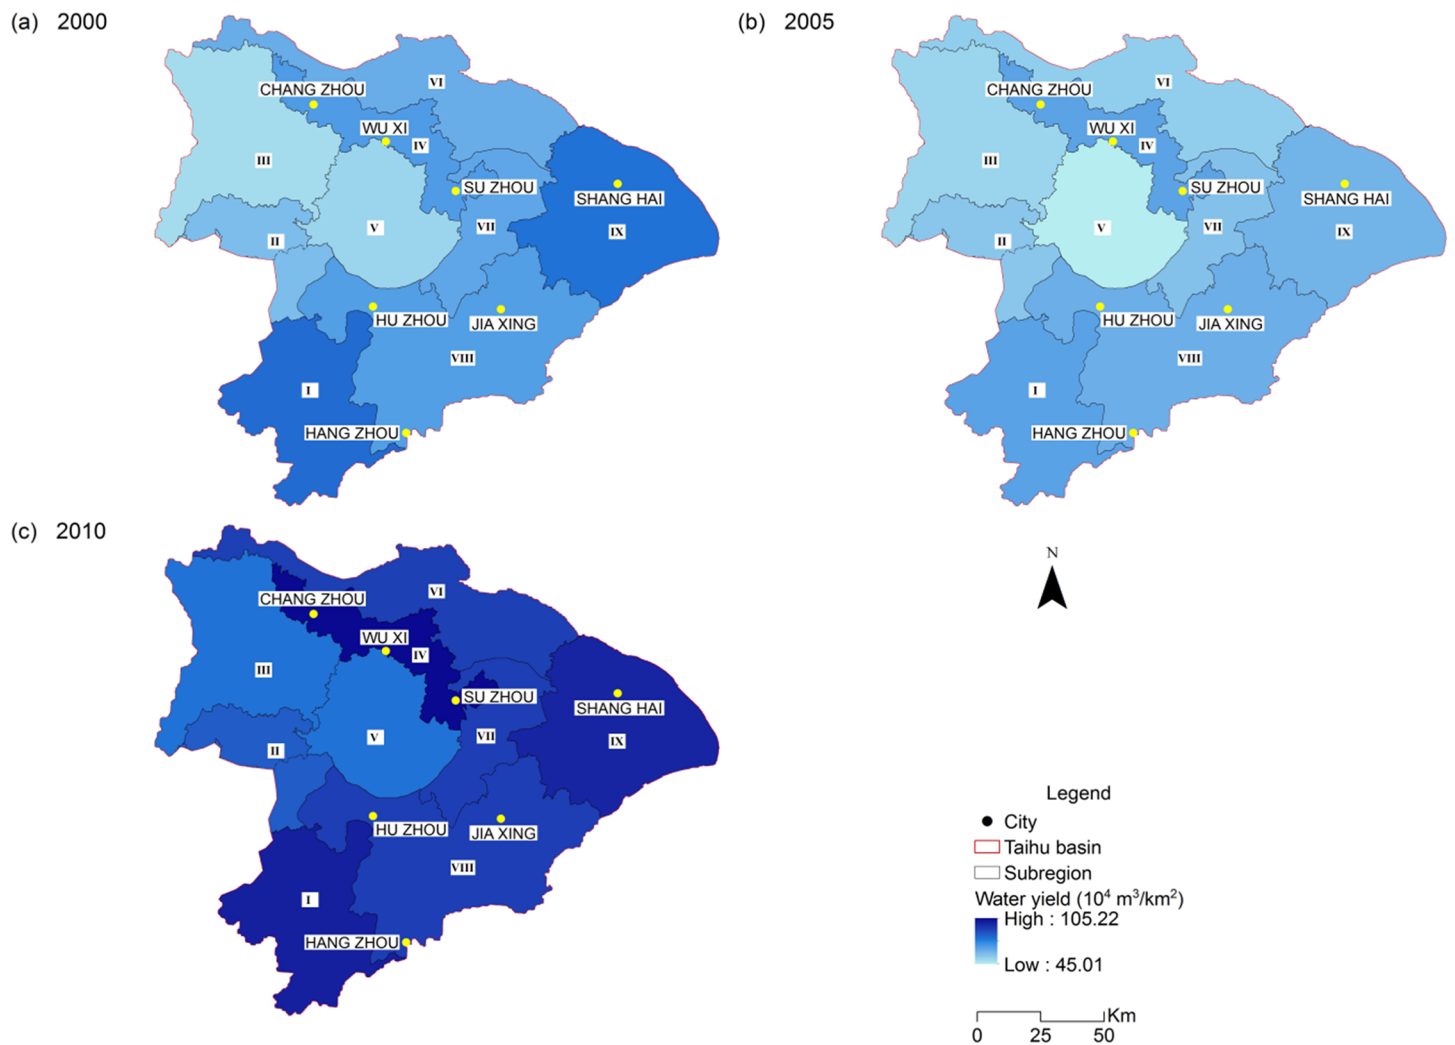 (a) 2000
CHANG ZHOU
VI
WU XI
IV
III
SU ZHOU
SHANG HAI
V
VII
IX
II
HU ZHOU
JIA XING
VIII
I
HANG ZHOU
(b) 2005
CHANG ZHOU
VI
WU XI
IV
III
SU ZHOU
SHANG HAI
V
VII
IX
II
HU ZHOU
JIA XING
VIII
I
HANG ZHOU
(c) 2010
CHANG ZHOU
VI
WU XI
IV
III
SU ZHOU
SHANG HAI
V
VII
IX
II
HU ZHOU
JIA XING
VIII
I
HANG ZHOU
N
Legend
City
Taihu basin
Subregion
Water yield (10⁴ m³/km²)
High : 105.22
Low : 45.01
Km
0 25 50